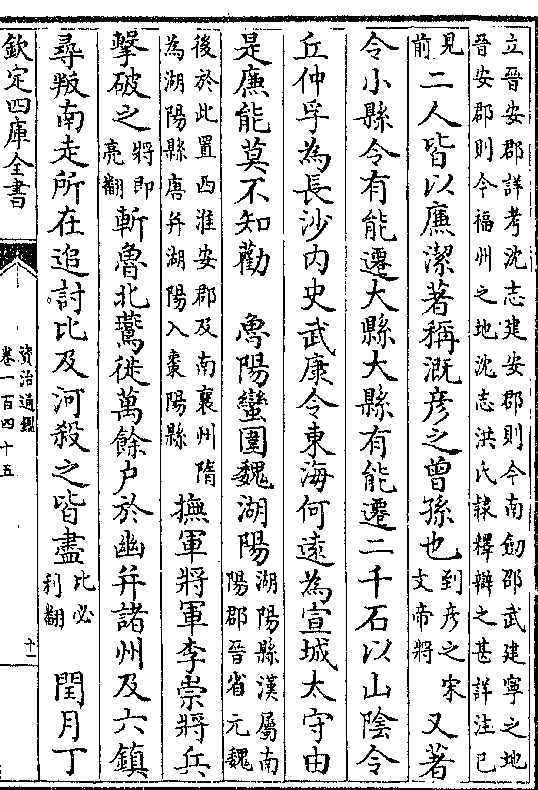 立晉安郡詳考沈志建安郡則今南劒邵武建寧之地
晉安郡則今福州之地沈志洪氏隷釋辯之甚詳注已
見
前
二人皆以廉潔著稱溉彦之曾孫也
到彦之宋
文帝將
又著
令小縣令有能遷大縣大縣有能遷二千石以山陰令
丘仲孚為長沙内史武康令東海何逺為宣城太守由
是廉能莫不知勸　魯陽蠻圍魏湖陽
湖陽縣漢屬南
陽郡晉省元魏
後於此置西淮安郡及南襄州隋
為湖陽縣唐并湖陽入棗陽縣
撫軍將軍李崇將兵
擊破之
將即
亮翻
斬魯北鷰徙萬餘户於幽并諸州及六鎮
尋叛南走所在追討比及河殺之皆盡
比必
利翻
閏月丁
欽定四庫全書
資治通鑑
卷一百四十五
十一